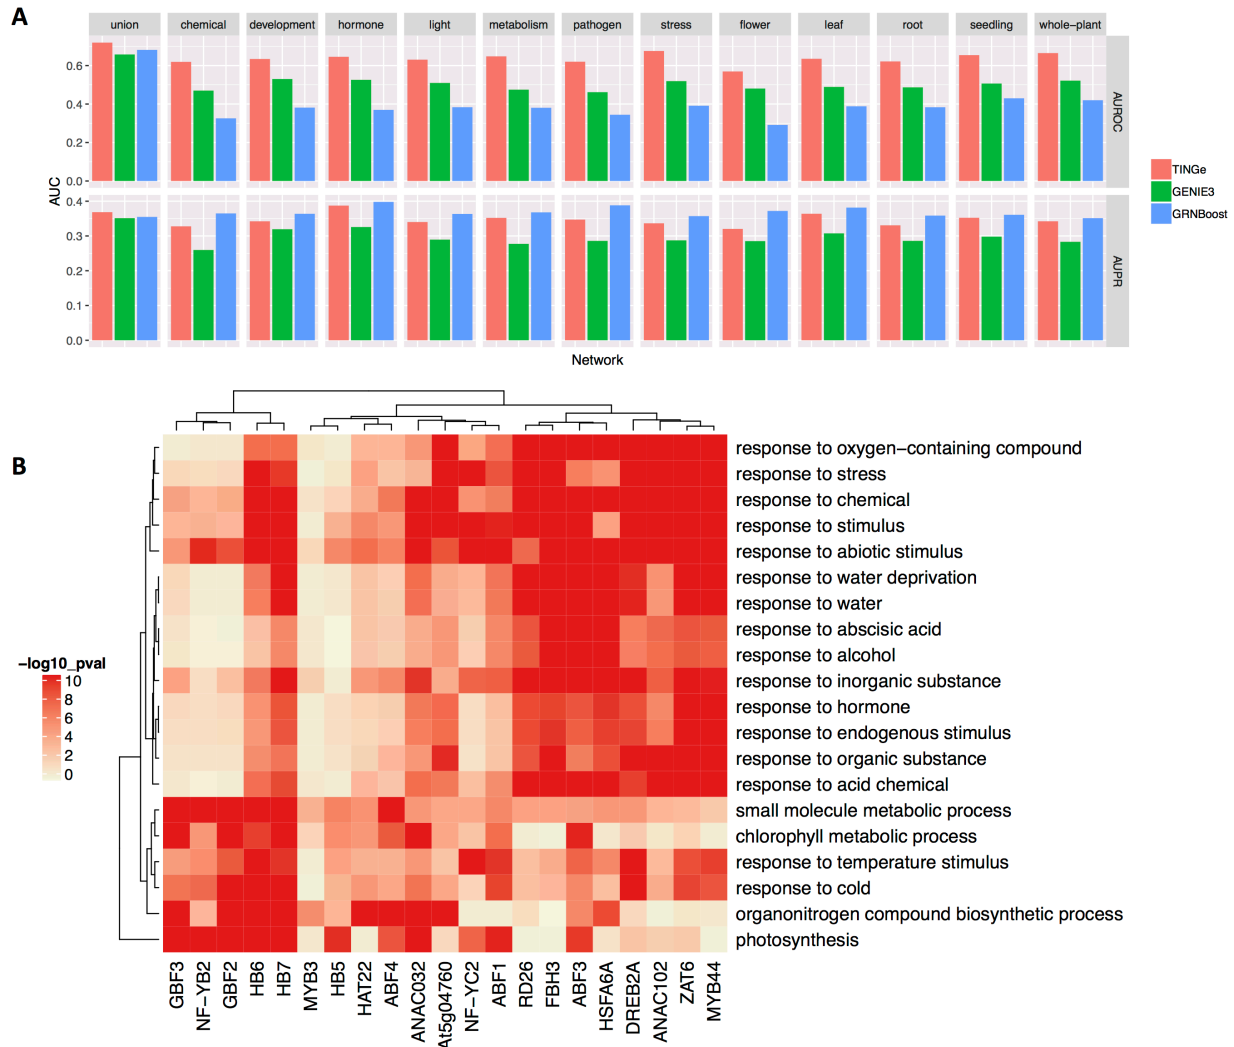 A
union chemical development hormone light metabolism pathogen stress flower leaf root seedling whole−plant
0.6
0.4
0.2
0.0
AUROC
AUC
0.4
0.3
0.2
0.1
0.0
AUPR
Network
TINGe
GENIE3
GRNBoost
B
response to oxygen−containing compound
response to stress
response to chemical
response to stimulus
response to abiotic stimulus
response to water deprivation
response to water
response to abscisic acid
response to alcohol
response to inorganic substance
response to hormone
response to endogenous stimulus
response to organic substance
response to acid chemical
small molecule metabolic process
chlorophyll metabolic process
response to temperature stimulus
response to cold
organonitrogen compound biosynthetic process
photosynthesis
−log10_pval
10
8
6
4
2
0
GBF3
NF−YB2
GBF2
HB6
HB7
MYB3
HB5
HAT22
ABF4
ANAC032
At5g04760
NF−YC2
ABF1
RD26
FBH3
ABF3
HSFA6A
DREB2A
ANAC102
ZAT6
MYB44